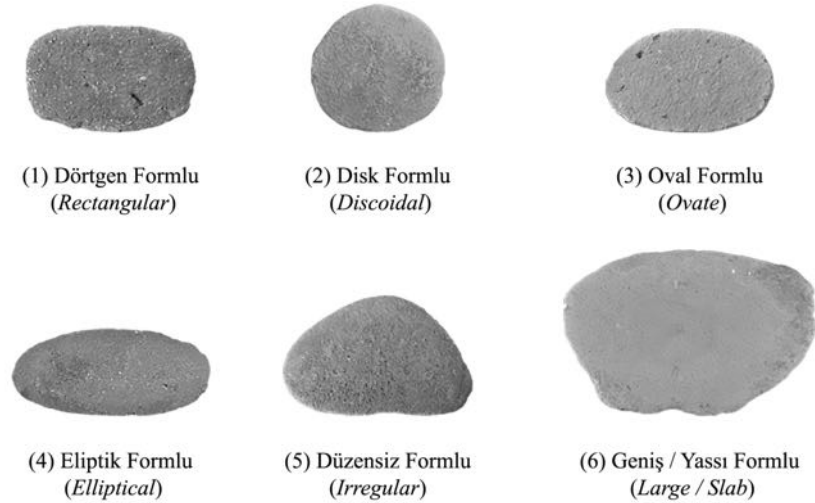 (1) Dörtgen Formlu
(Rectangular)
(2) Disk Formlu
(Discoidal)
(3) Oval Formlu
(Ovate)
(4) Eliptik Formlu
(Elliptical)
(5) Düzensiz Formlu
(Irregular)
(6) Geniş / Yassı Formlu
(Large / Slab)